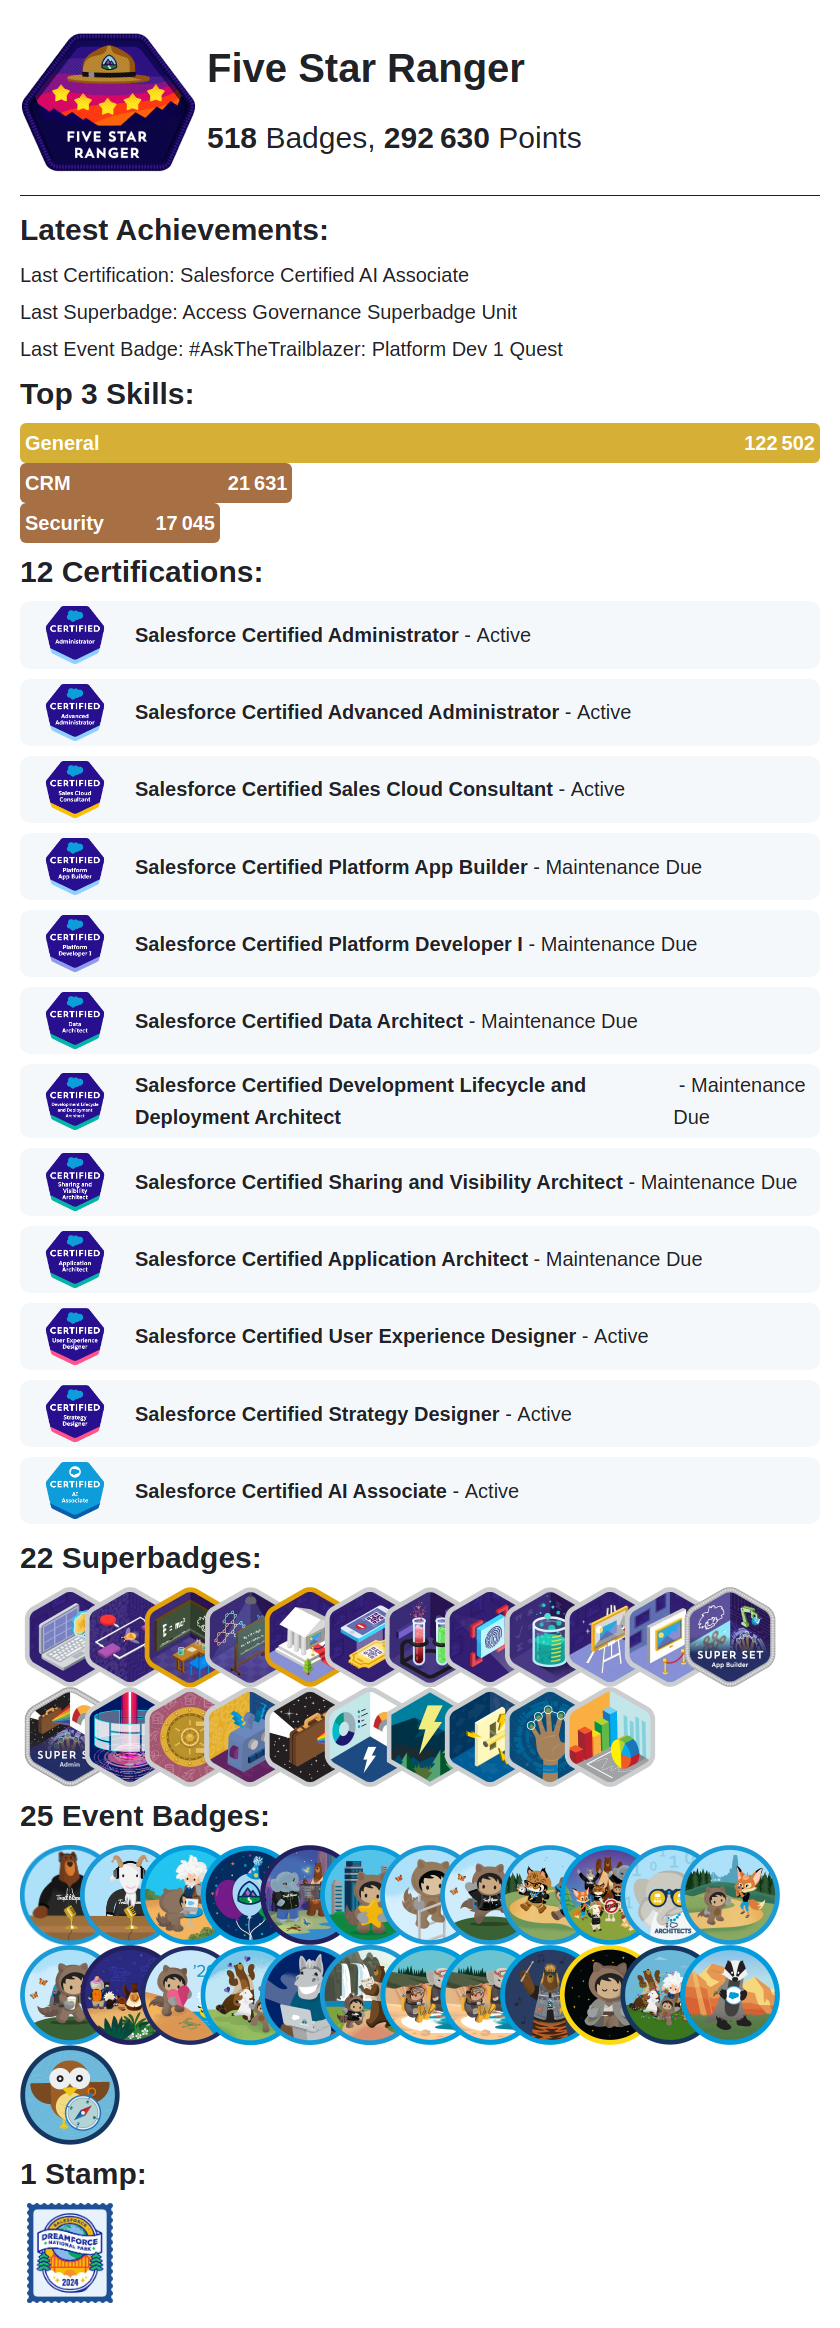 FIVE STAR
RANGER
Five Star Ranger
518 Badges, 292 630 Points
Latest Achievements:
Last Certification: Salesforce Certified AI Associate
Last Superbadge: Access Governance Superbadge Unit
Last Event Badge: #AskTheTrailblazer: Platform Dev 1 Quest
Top 3 Skills:
General 122 502
CRM 21 631
Security 17 045
12 Certifications:
CERTIFIED
Administrator
Salesforce Certified Administrator - Active
CERTIFIED
Advanced
Administrator
Salesforce Certified Advanced Administrator - Active
CERTIFIED
Sales Cloud
Consultant
Salesforce Certified Sales Cloud Consultant - Active
CERTIFIED
Platform
App Builder
Salesforce Certified Platform App Builder - Maintenance Due
CERTIFIED
Platform
Developer I
Salesforce Certified Platform Developer I - Maintenance Due
CERTIFIED
Data
Architect
Salesforce Certified Data Architect - Maintenance Due
CERTIFIED
Development Lifecycle
and Deployment
Architect
Salesforce Certified Development Lifecycle and - Maintenance
Deployment Architect Due
CERTIFIED
Sharing and
Visibility
Architect
Salesforce Certified Sharing and Visibility Architect - Maintenance Due
CERTIFIED
Application
Architect
Salesforce Certified Application Architect - Maintenance Due
CERTIFIED
User Experience
Designer
Salesforce Certified User Experience Designer - Active
CERTIFIED
Strategy
Designer
Salesforce Certified Strategy Designer - Active
CERTIFIED
AI
Associate
Salesforce Certified AI Associate - Active
22 Superbadges:
E = mc²
SUPER SET
App Builder
SUPER S
Admin
25 Event Badges:
ARCHITECTS
1 Stamp:
SALESFORCE
DREAMFORCE
NATIONAL PARK
2024